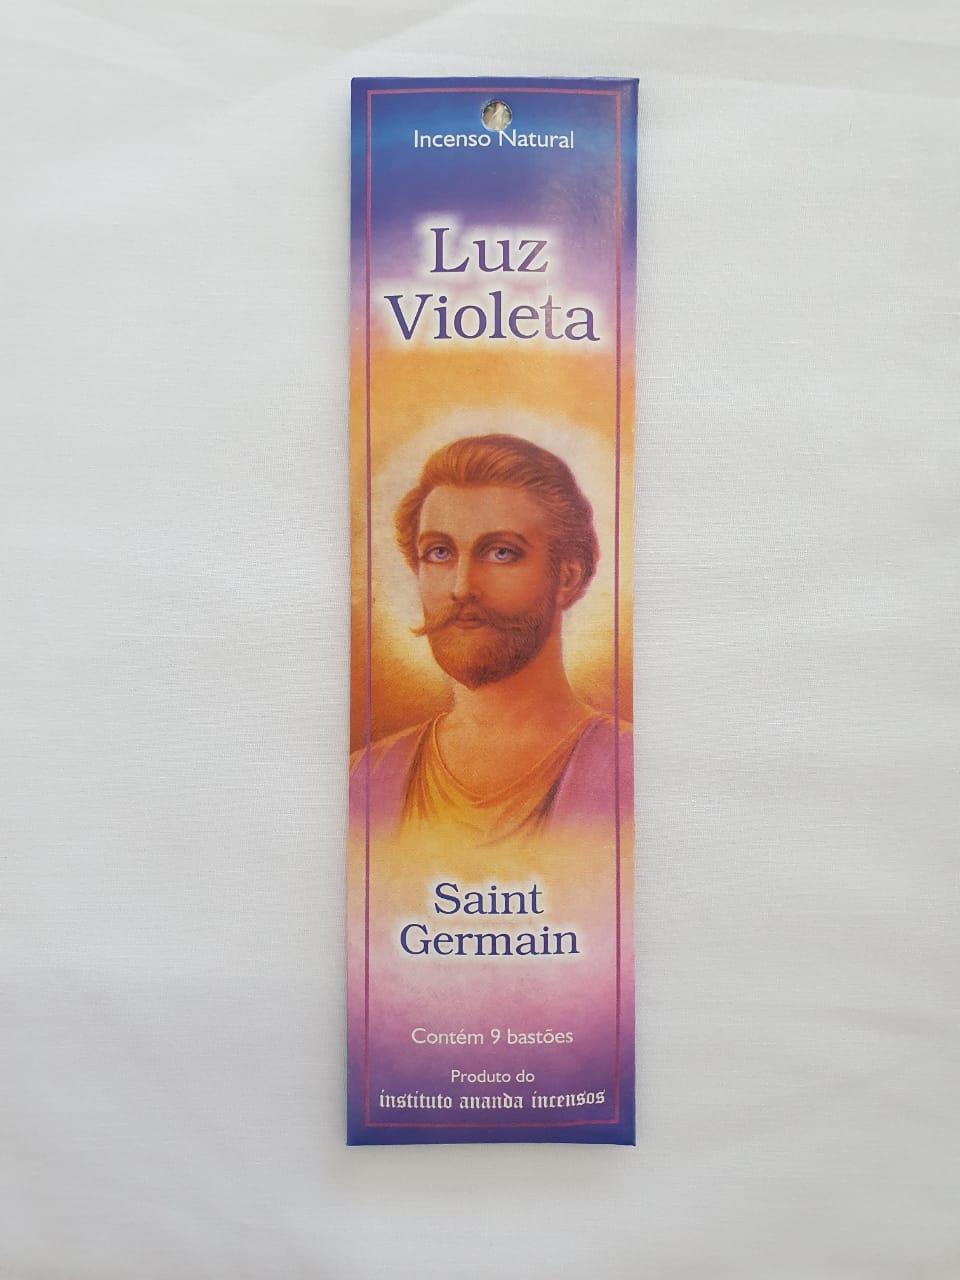 Incenso Natural
Luz
Violeta
Saint
Germain
Contém 9 bastões
Produto do
instituto ananda incensos